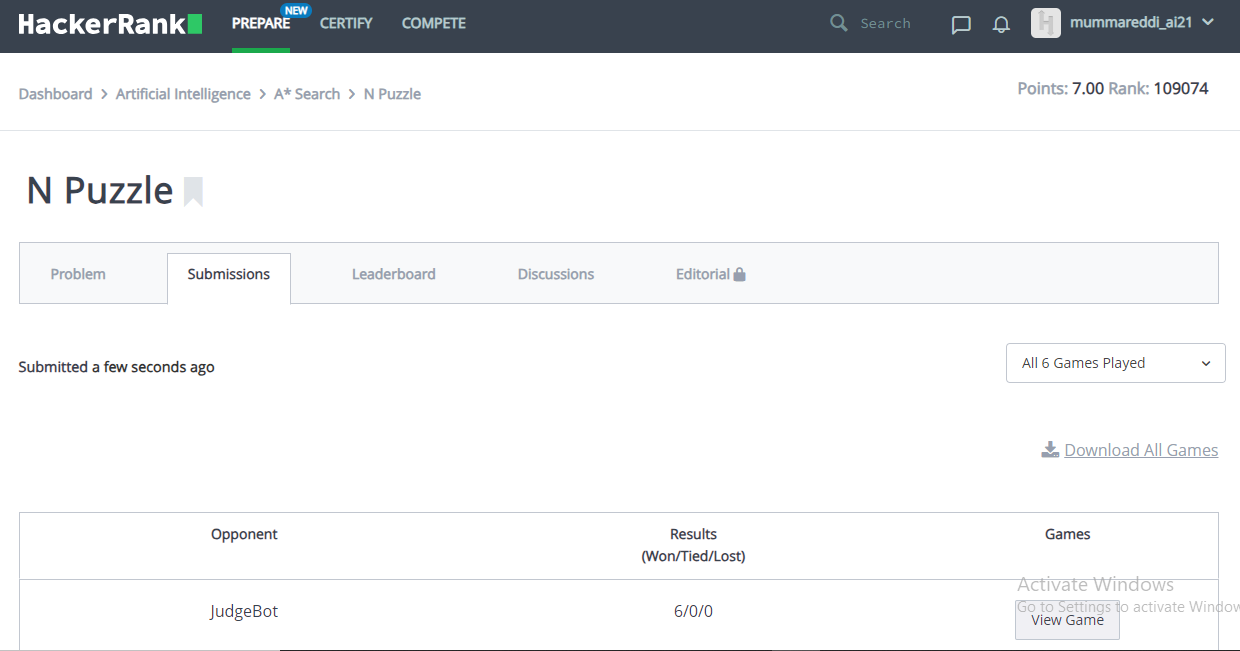 HackerRank
PREPARE NEW CERTIFY COMPETE Search mummareddi_ai21
Dashboard > Artificial Intelligence > A* Search > N Puzzle Points: 7.00 Rank: 109074
N Puzzle
Problem Submissions Leaderboard Discussions Editorial
Submitted a few seconds ago All 6 Games Played
Download All Games
Opponent Results Games
(Won/Tied/Lost)
Activate Windows
JudgeBot 6/0/0 Go to Settings to activate Window
View Game